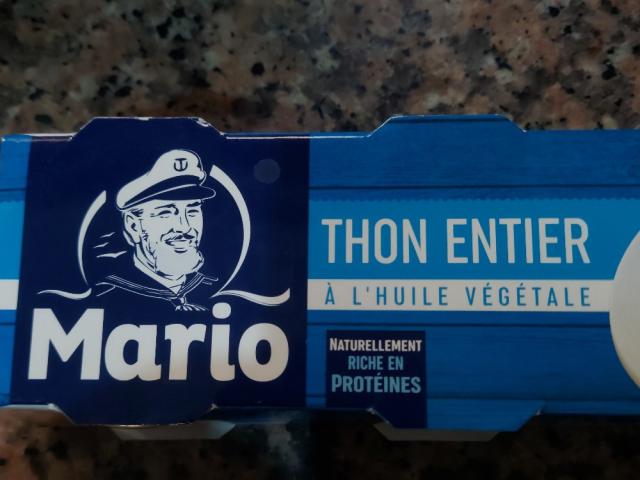 Mario
THON ENTIER
À L'HUILE VÉGÉTALE
NATURELLEMENT
RICHE EN
PROTÉINES